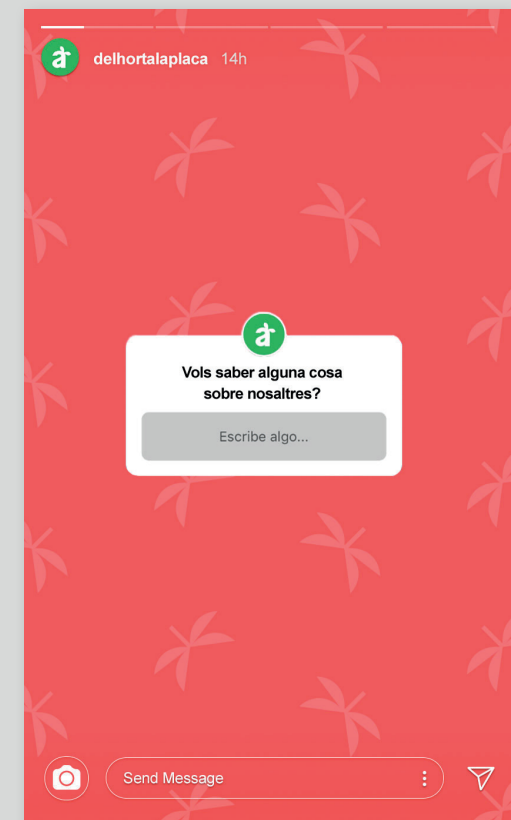 delhortalaplaca 14h
Vols saber alguna cosa
sobre nosaltres?
Escribe algo...
Send Message